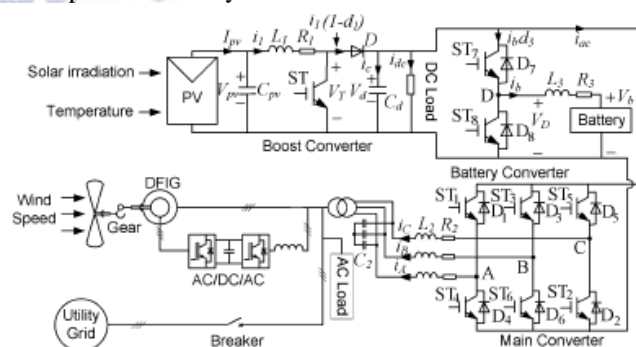 i1(1-d1)
Ipv i1 L1 R1 D ic idc
ibd3 iac
Solar irradiation
Temperature
PV
Vpv Cpv
ST
VT Vd Cd
DC Load
ST7 D7
D ib L3 R3 +Vb
VD
Battery
ST8 D8
Boost Converter
Battery Converter
Wind
Speed
Gear
DFIG
AC/DC/AC
C2
AC Load
iC L2 R2
iB
iA
ST1 D1 ST3 D3 ST5 D5
A B C
ST4 D4 ST6 D6 ST2 D2
Utility
Grid
Breaker
Main Converter